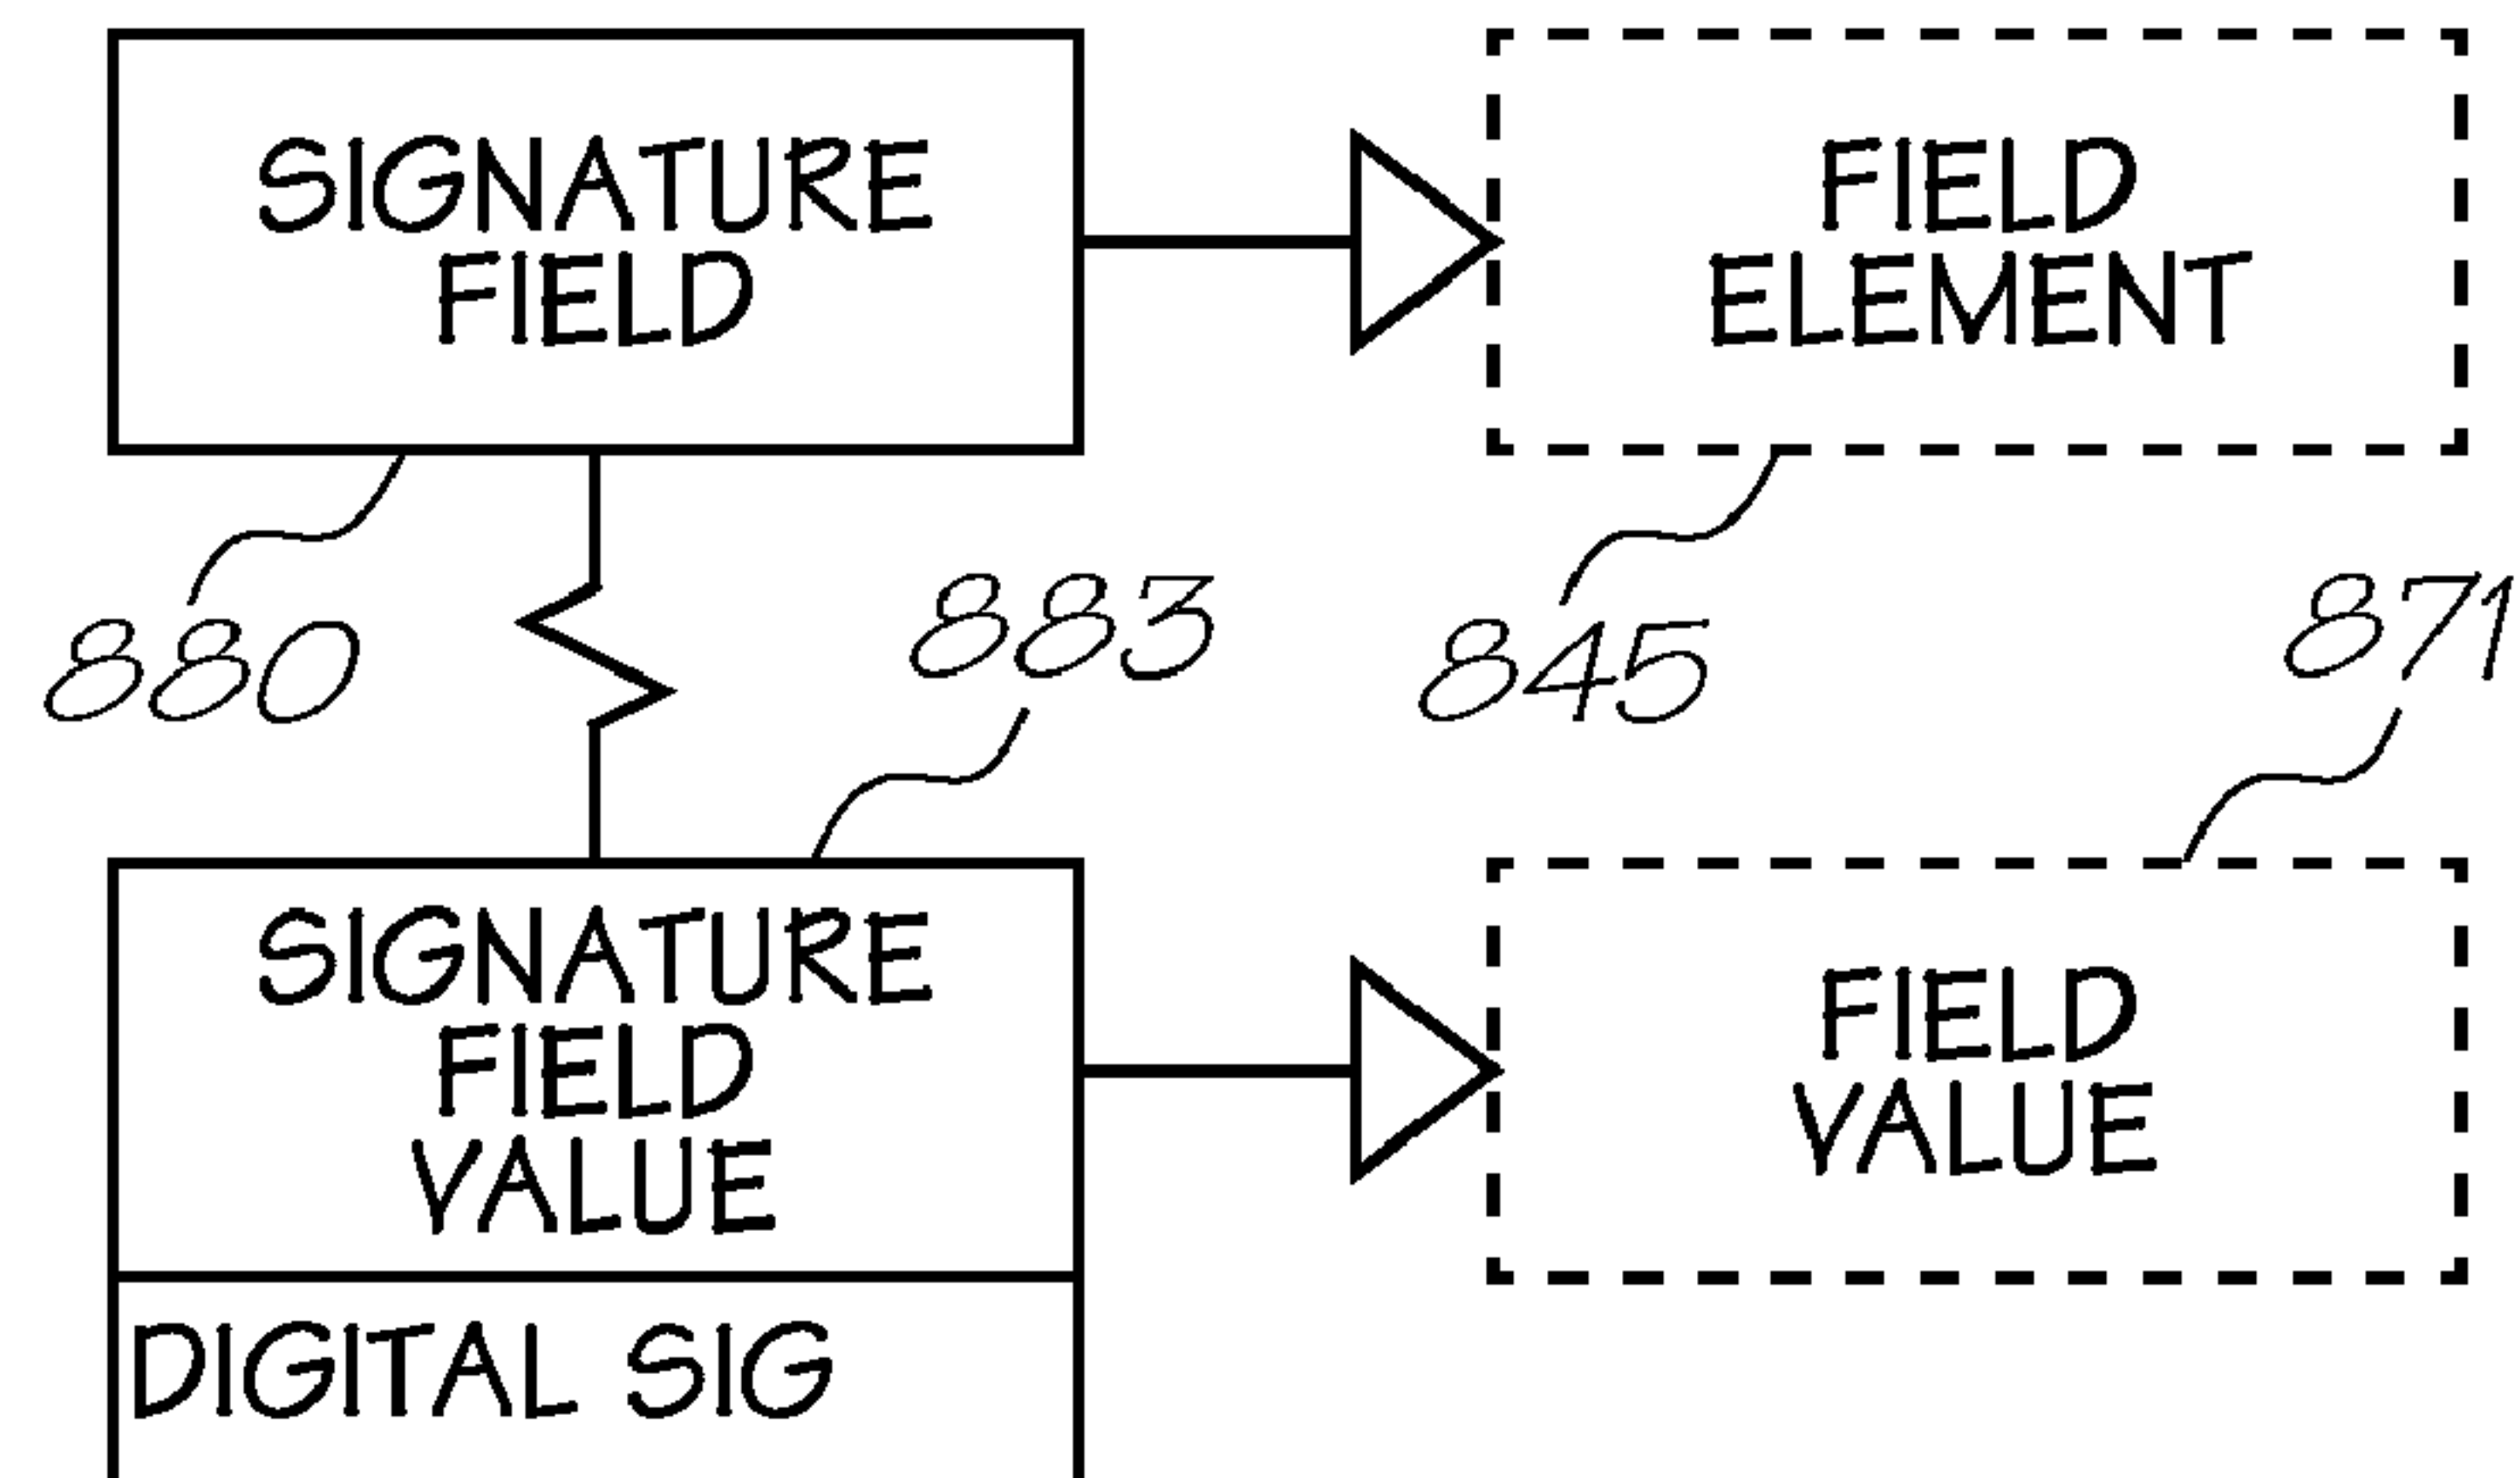 SIGNATURE
FIELD
FIELD
ELEMENT
880
883
845
871
SIGNATURE
FIELD
VALUE
FIELD
VALUE
DIGITAL SIG